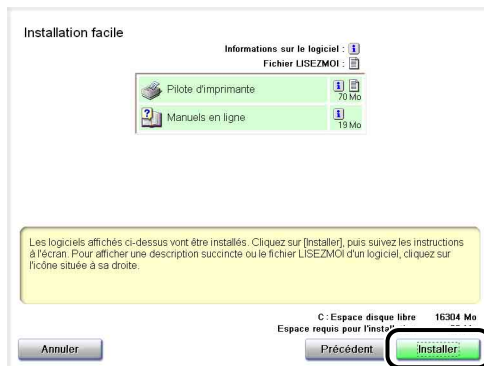 Installation facile
Informations sur le logiciel :
Fichier LISEZMOI :
Pilote d'imprimante
70 Mo
Manuels en ligne
19 Mo
Les logiciels affichés ci-dessus vont être installés. Cliquez sur [Installer], puis suivez les instructions
à l'écran. Pour afficher une description succincte ou le fichier LISEZMOI d'un logiciel, cliquez sur
l'icône située à sa droite.
C : Espace disque libre 16304 Mo
Espace requis pour
Annuler
Précédent
Installer